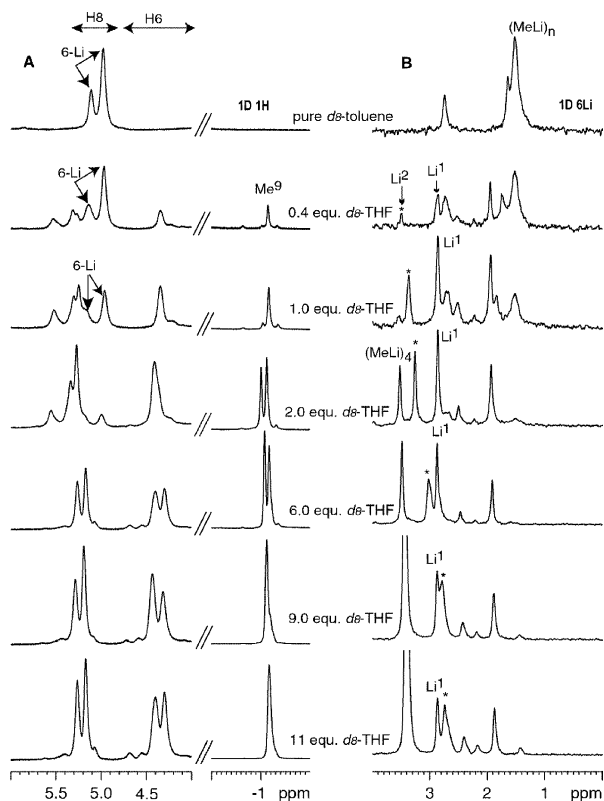 H8 H6
6-Li
A
1D 1H
pure d8-toluene
(MeLi)n
B
1D 6Li
6-Li
Me9
0.4 equ. d8-THF
Li2 Li1
*
6-Li
1.0 equ. d8-THF
* Li1
2.0 equ. d8-THF
(MeLi)4 * Li1
6.0 equ. d8-THF
* Li1
9.0 equ. d8-THF
Li1 *
11 equ. d8-THF
Li1 *
5.5 5.0 4.5 -1 ppm
3 2 1 0 ppm